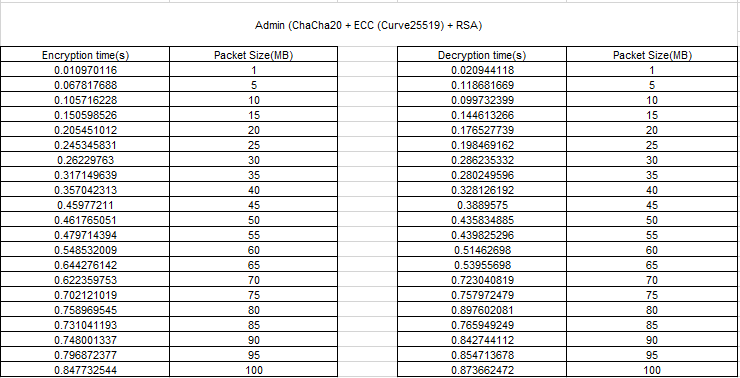 Admin (ChaCha20 + ECC (Curve25519) + RSA)
Encryption time(s) Packet Size(MB) Decryption time(s) Packet Size(MB)
0.010970116 1 0.020944118 1
0.067817688 5 0.118681669 5
0.105716228 10 0.099732399 10
0.150598526 15 0.144613266 15
0.205451012 20 0.176527739 20
0.245345831 25 0.198469162 25
0.26229763 30 0.286235332 30
0.317149639 35 0.280249596 35
0.357042313 40 0.328126192 40
0.45977211 45 0.3889575 45
0.461765051 50 0.435834885 50
0.479714394 55 0.439825296 55
0.548532009 60 0.51462698 60
0.644276142 65 0.53955698 65
0.622359753 70 0.723040819 70
0.702121019 75 0.757972479 75
0.758969545 80 0.897602081 80
0.731041193 85 0.765949249 85
0.748001337 90 0.842744112 90
0.796872377 95 0.854713678 95
0.847732544 100 0.873662472 100